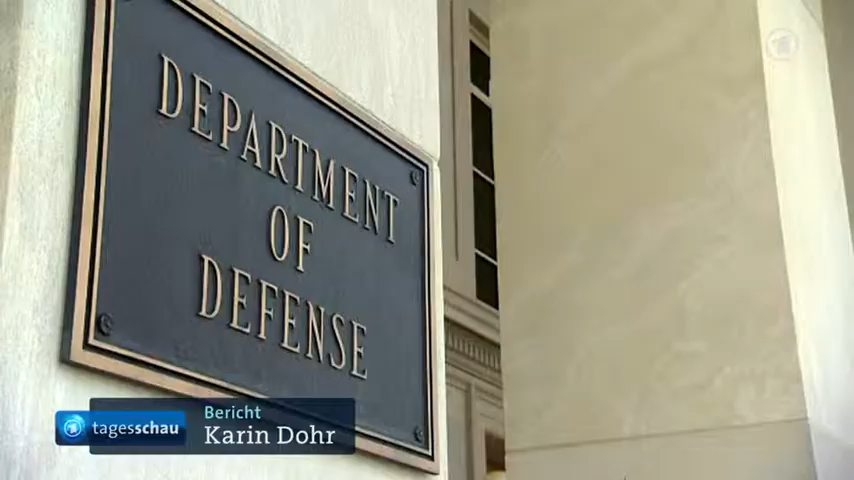 DEPARTMENT
OF
DEFENSE
tagesschau
Bericht
Karin Dohr